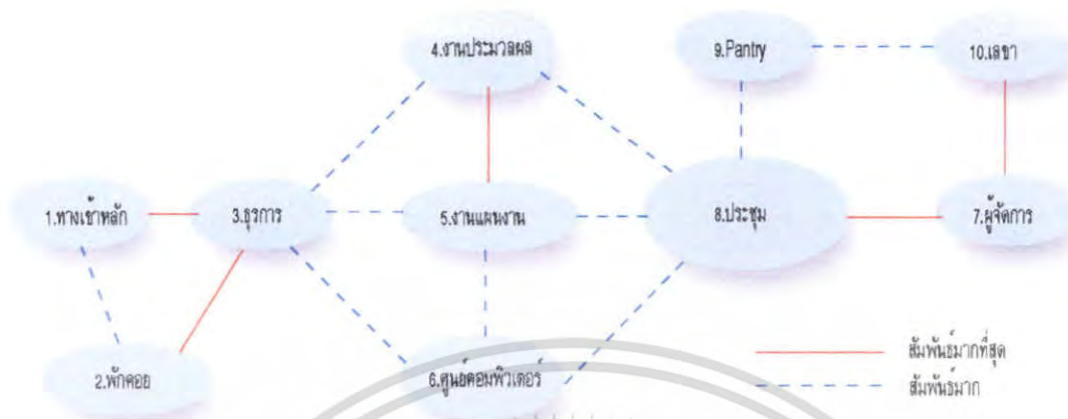 4.งานประมวลผล
9.Pantry
10.เลขา
1.ทางเข้าหลัก
3.ธุรการ
5.งานแผนงาน
8.ประชุม
7.ผู้จัดการ
2.พักคอย
6.ศูนย์คอมพิวเตอร์
สัมพันธ์มากที่สุด
สัมพันธ์มาก